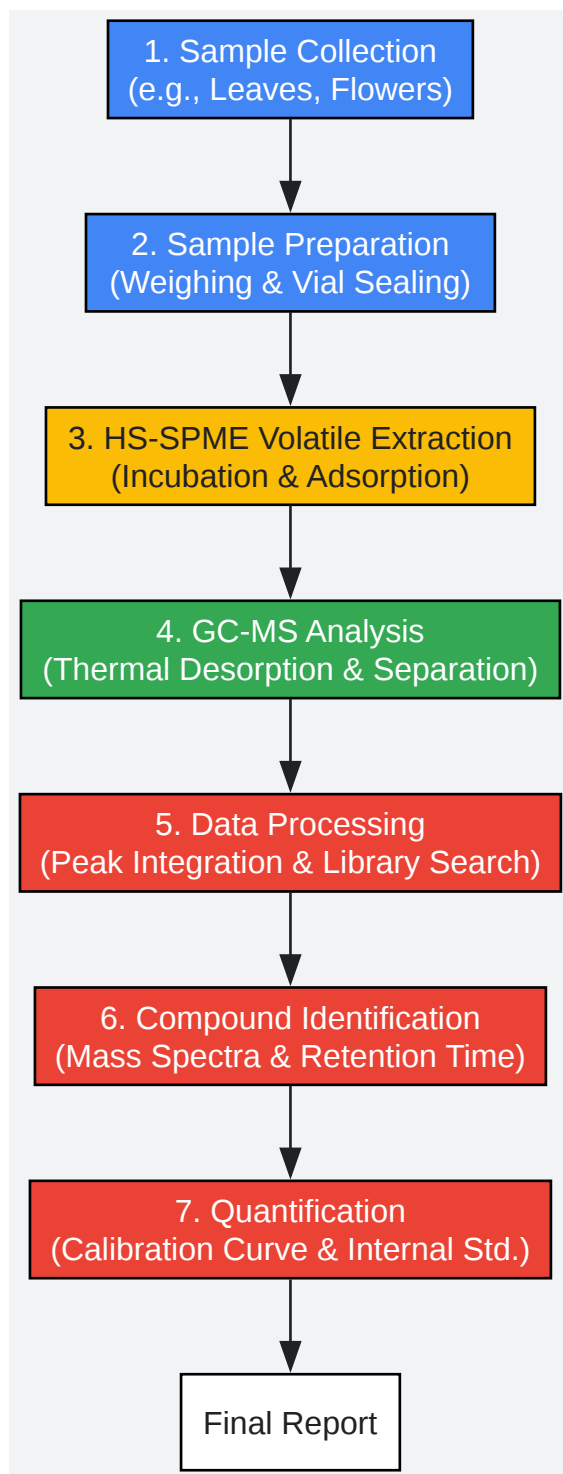 1. Sample Collection
(e.g., Leaves, Flowers)
2. Sample Preparation
(Weighing & Vial Sealing)
3. HS-SPME Volatile Extraction
(Incubation & Adsorption)
4. GC-MS Analysis
(Thermal Desorption & Separation)
5. Data Processing
(Peak Integration & Library Search)
6. Compound Identification
(Mass Spectra & Retention Time)
7. Quantification
(Calibration Curve & Internal Std.)
Final Report